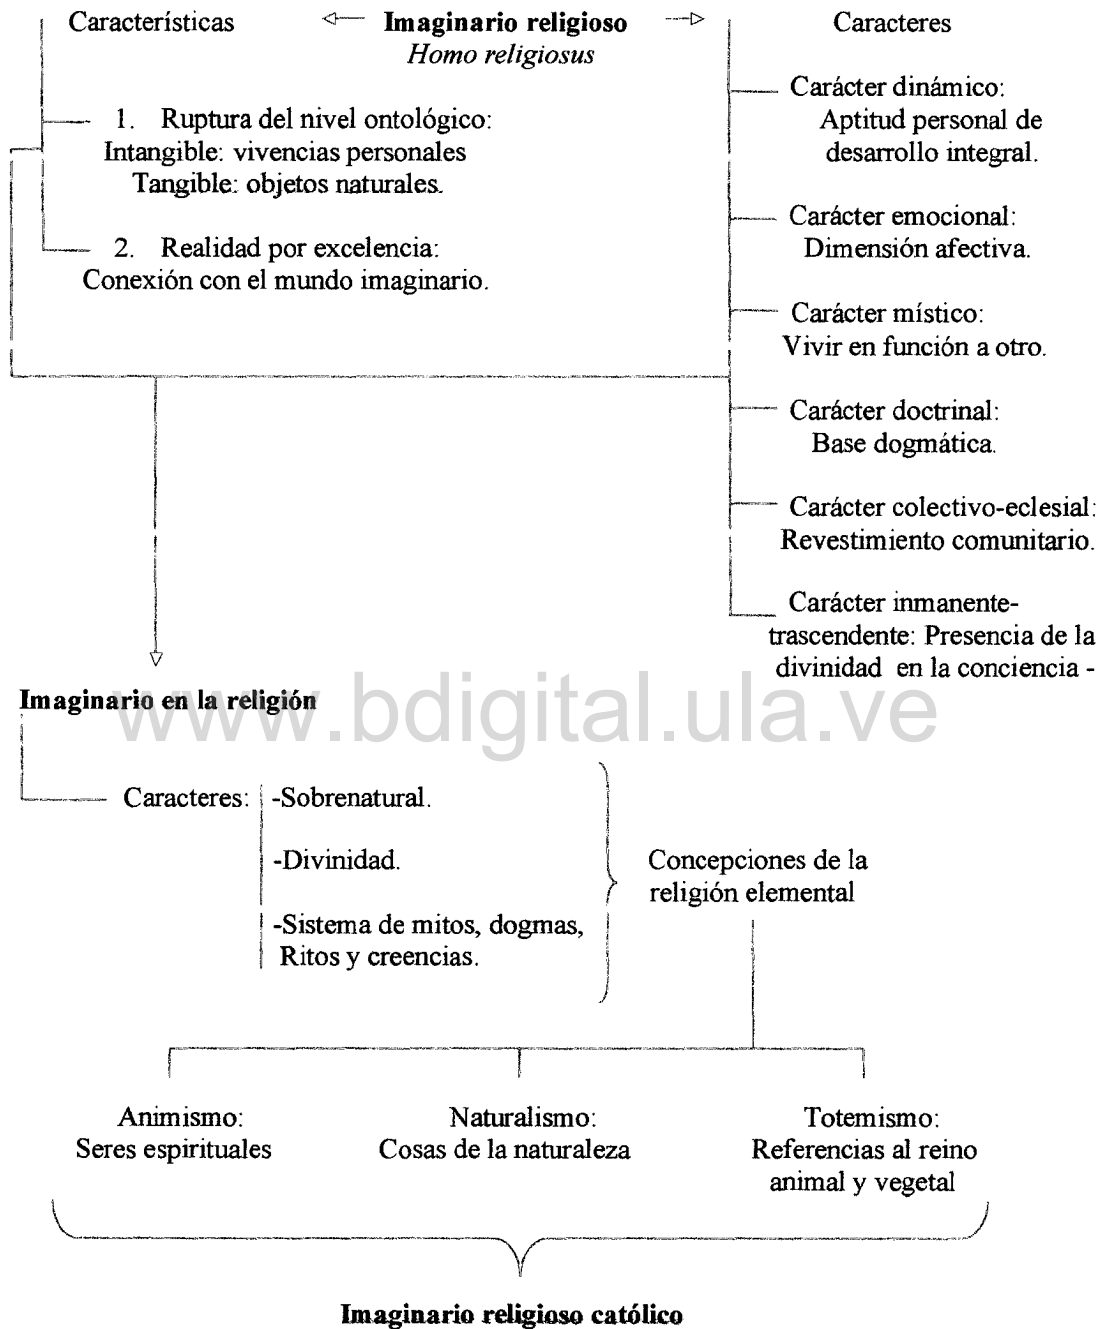 Características
Imaginario religioso
Homo religiosus
Caracteres
1. Ruptura del nivel ontológico:
Intangible: vivencias personales
Tangible: objetos naturales.
2. Realidad por excelencia:
Conexión con el mundo imaginario.
Carácter dinámico:
Aptitud personal de
desarrollo integral.
Carácter emocional:
Dimensión afectiva.
Carácter místico:
Vivir en función a otro.
Carácter doctrinal:
Base dogmática.
Carácter colectivo-eclesial:
Revestimiento comunitario.
Carácter inmanente-
trascendente: Presencia de la
divinidad en la conciencia -
www.bdigital.ula.ve
Imaginario en la religión
Caracteres:
-Sobrenatural.
-Divinidad.
-Sistema de mitos, dogmas,
Ritos y creencias.
Concepciones de la
religión elemental
Animismo:
Seres espirituales
Naturalismo:
Cosas de la naturaleza
Totemismo:
Referencias al reino
animal y vegetal
Imaginario religioso católico